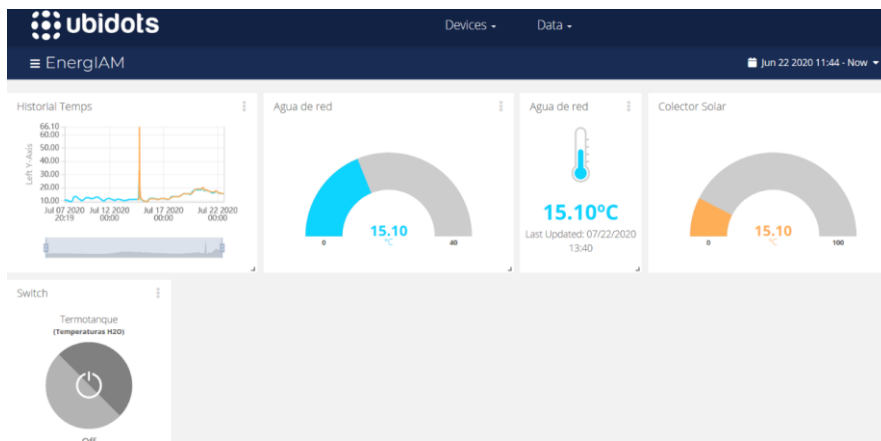 ubidots
Devices
Data
EnergIAM
Jun 22 2020 11:44 - Now
Historial Temps
66.10
60.00
50.00
40.00
30.00
20.00
10.00
Left Y-Axis
Jul 07 2020 Jul 12 2020 Jul 17 2020 Jul 22 2020
20:19 00:00 00:00 00:00
Agua de red
15.10
°C
0
40
Agua de red
15.10°C
Last Updated: 07/22/2020
13:40
Colector Solar
15.10
°C
0
100
Switch
Termotanque
(Temperaturas H2O)
Off